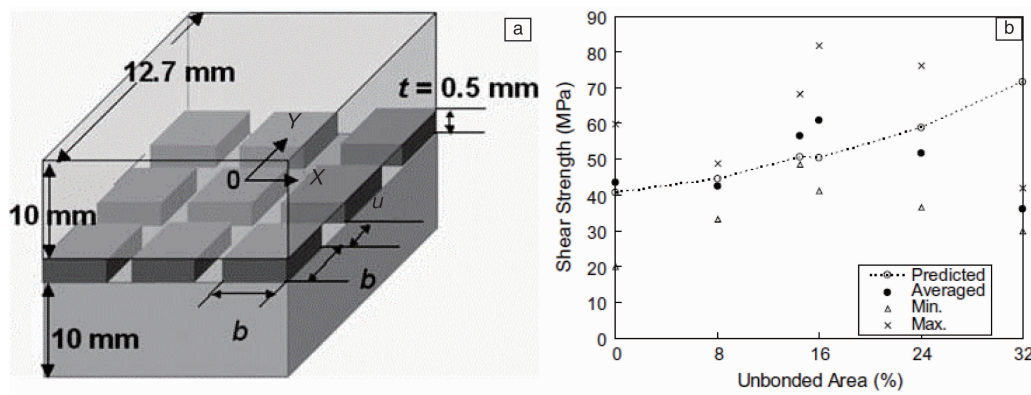 a
12.7 mm
t = 0.5 mm
Y
0
X
10 mm
u
b
b
10 mm
b
90
80
70
60
50
40
30
20
10
0
Shear Strength (MPa)
Predicted
Averaged
Min.
Max.
0 8 16 24 32
Unbonded Area (%)